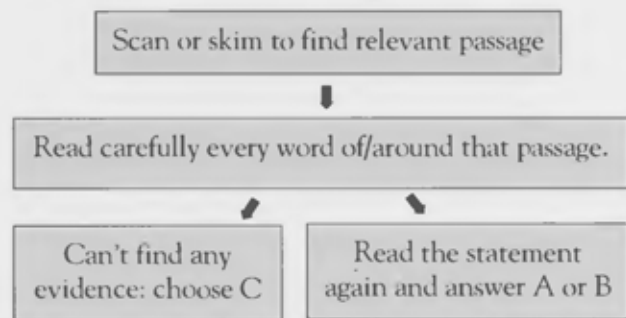 Scan or skim to find relevant passage
Read carefully every word of/around that passage.
Can't find any
evidence: choose C
Read the statement
again and answer A or B